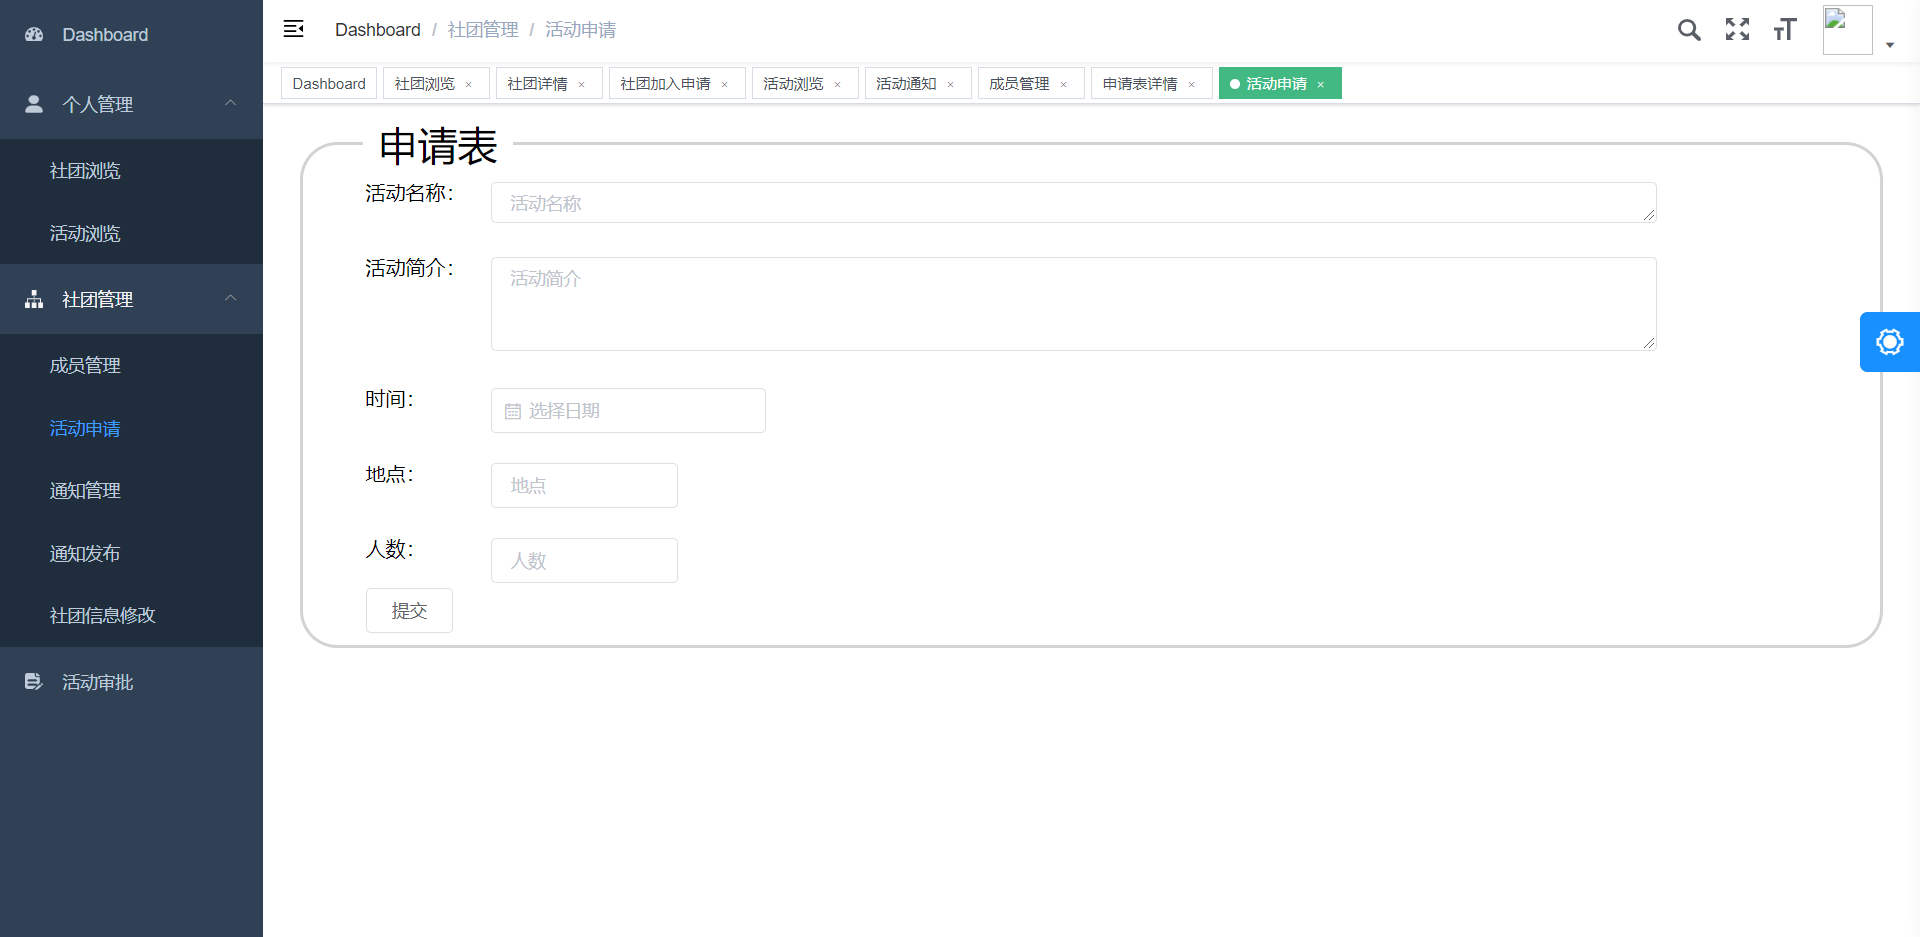 Dashboard
个人管理
社团浏览
活动浏览
社团管理
成员管理
活动申请
通知管理
通知发布
社团信息修改
活动审批
Dashboard / 社团管理 / 活动申请
Dashboard 社团浏览 × 社团详情 × 社团加入申请 × 活动浏览 × 活动通知 × 成员管理 × 申请表详情 × 活动申请 ×
申请表
活动名称： 活动名称
活动简介： 活动简介
时间： 选择日期
地点： 地点
人数： 人数
提交